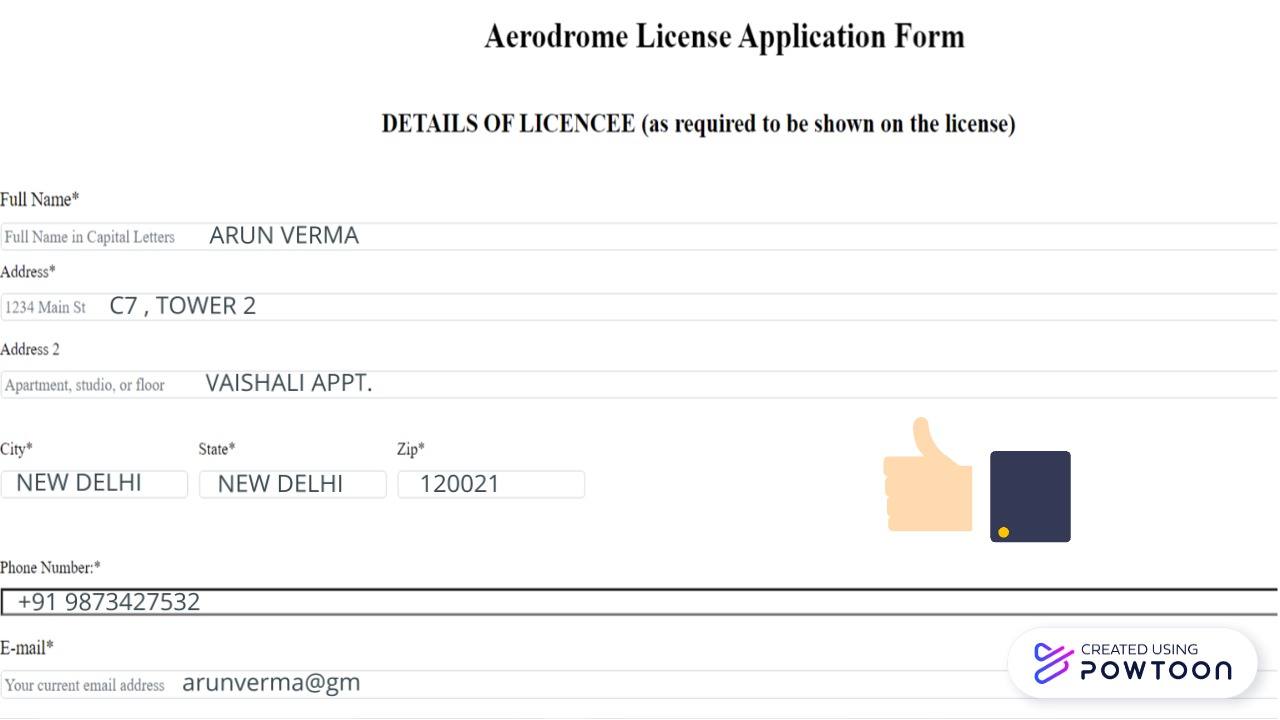 Aerodrome License Application Form
DETAILS OF LICENCEE (as required to be shown on the license)
Full Name*
Full Name in Capital Letters ARUN VERMA
Address*
1234 Main St C7 , TOWER 2
Address 2
Apartment, studio, or floor VAISHALI APPT.
City* State* Zip*
NEW DELHI NEW DELHI 120021
Phone Number:*
+91 9873427532
E-mail*
Your current email address arunverma@gm
CREATED USING
POWTOON